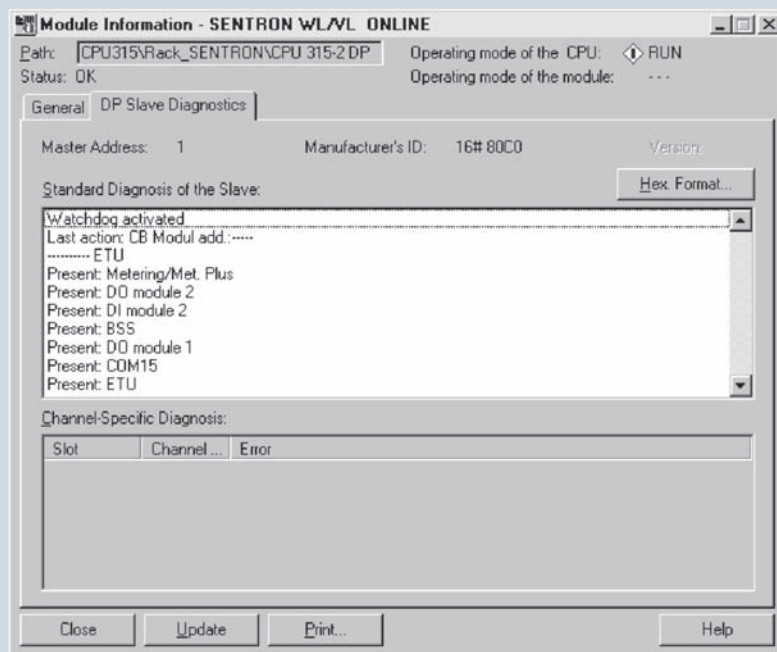 Module Information - SENTRON WL/VL ONLINE
Path: CPU315\Rack_SENTRON\CPU 315-2 DP Operating mode of the CPU: RUN
Status: OK Operating mode of the module: ---
General DP Slave Diagnostics
Master Address: 1 Manufacturer's ID: 16# 80C0 Version:
Standard Diagnosis of the Slave: Hex. Format...
Watchdog activated
Last action: CB Modul add.:-----
---------- ETU
Present: Metering/Met. Plus
Present: DO module 2
Present: DI module 2
Present: BSS
Present: DO module 1
Present: COM15
Present: ETU
Channel-Specific Diagnosis:
Slot Channel ... Error
Close Update Print... Help